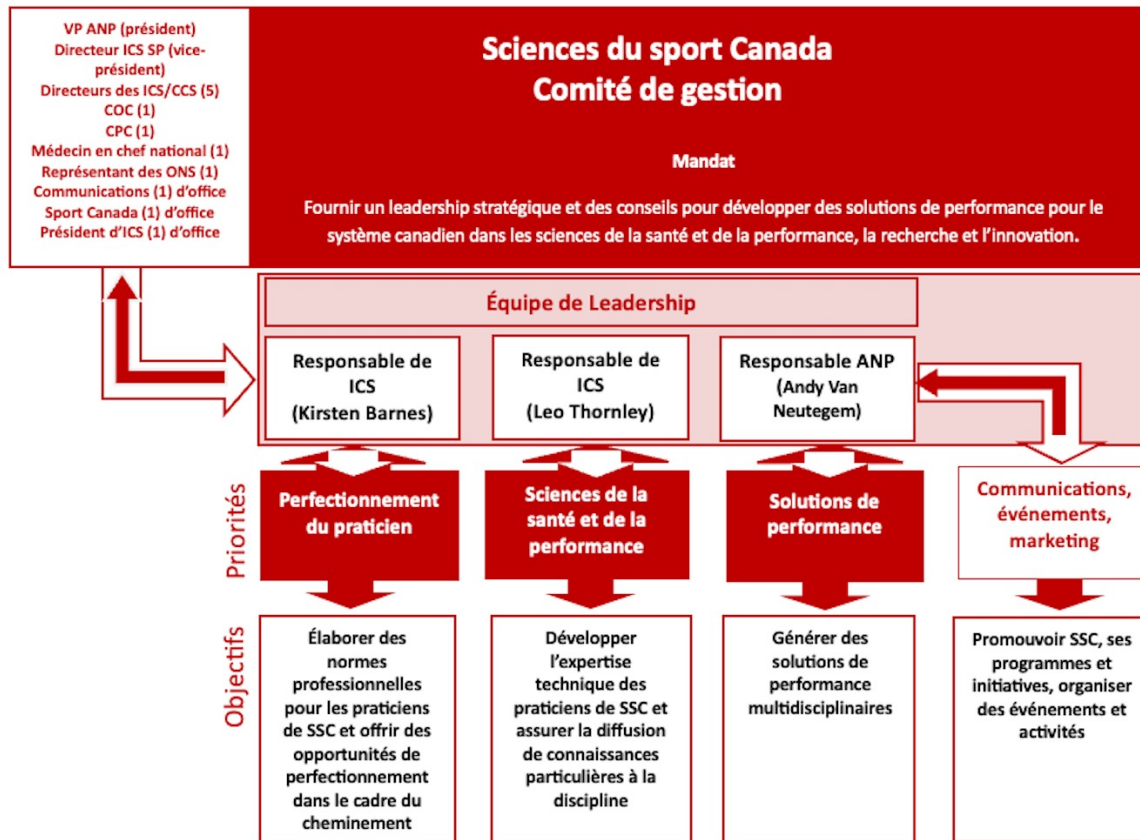 VP ANP (président)
Directeur ICS SP (vice-
président)
Directeurs des ICS/CCS (5)
COC (1)
CPC (1)
Médecin en chef national (1)
Représentant des ONS (1)
Communications (1) d’office
Sport Canada (1) d’office
Président d’ICS (1) d’office
Sciences du sport Canada
Comité de gestion
Mandat
Fournir un leadership stratégique et des conseils pour développer des solutions de performance pour le
système canadien dans les sciences de la santé et de la performance, la recherche et l’innovation.
Équipe de Leadership
Responsable de
ICS
(Kirsten Barnes)
Responsable de
ICS
(Leo Thornley)
Responsable ANP
(Andy Van
Neutegem)
Priorités
Perfectionnement
du praticien
Sciences de la
santé et de la
performance
Solutions de
performance
Communications,
événements,
marketing
Objectifs
Élaborer des
normes
professionnelles
pour les praticiens
de SSC et offrir des
opportunités de
perfectionnement
dans le cadre du
cheminement
Développer
l’expertise
technique des
praticiens de SSC et
assurer la diffusion
de connaissances
particulières à la
discipline
Générer des
solutions de
performance
multidisciplinaires
Promouvoir SSC, ses
programmes et
initiatives, organiser
des événements et
activités